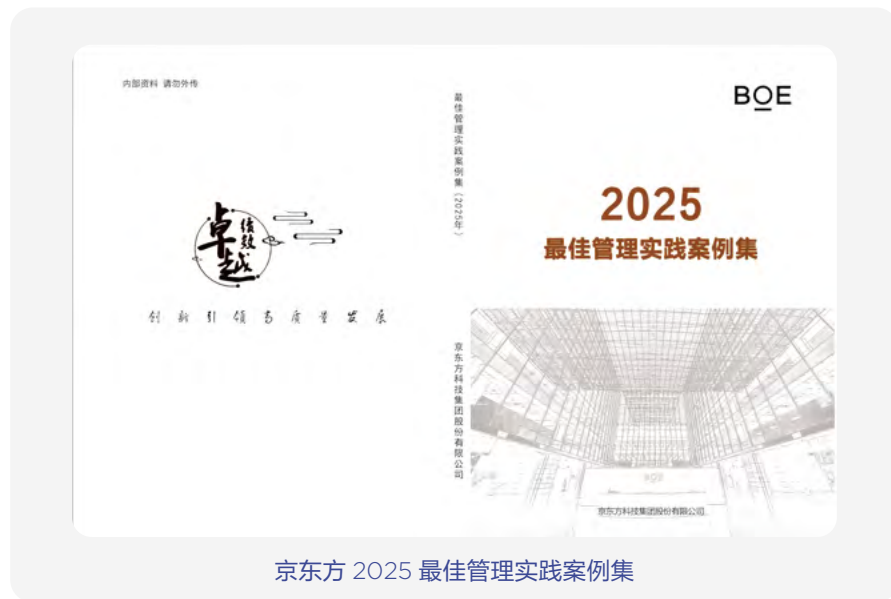 内部资料 请勿外传
卓越
绩效
创新引领高质量发展
最佳管理实践案例集（2025年）
京东方科技集团股份有限公司
BOE
2025
最佳管理实践案例集
BOE
京东方科技集团股份有限公司
京东方 2025 最佳管理实践案例集